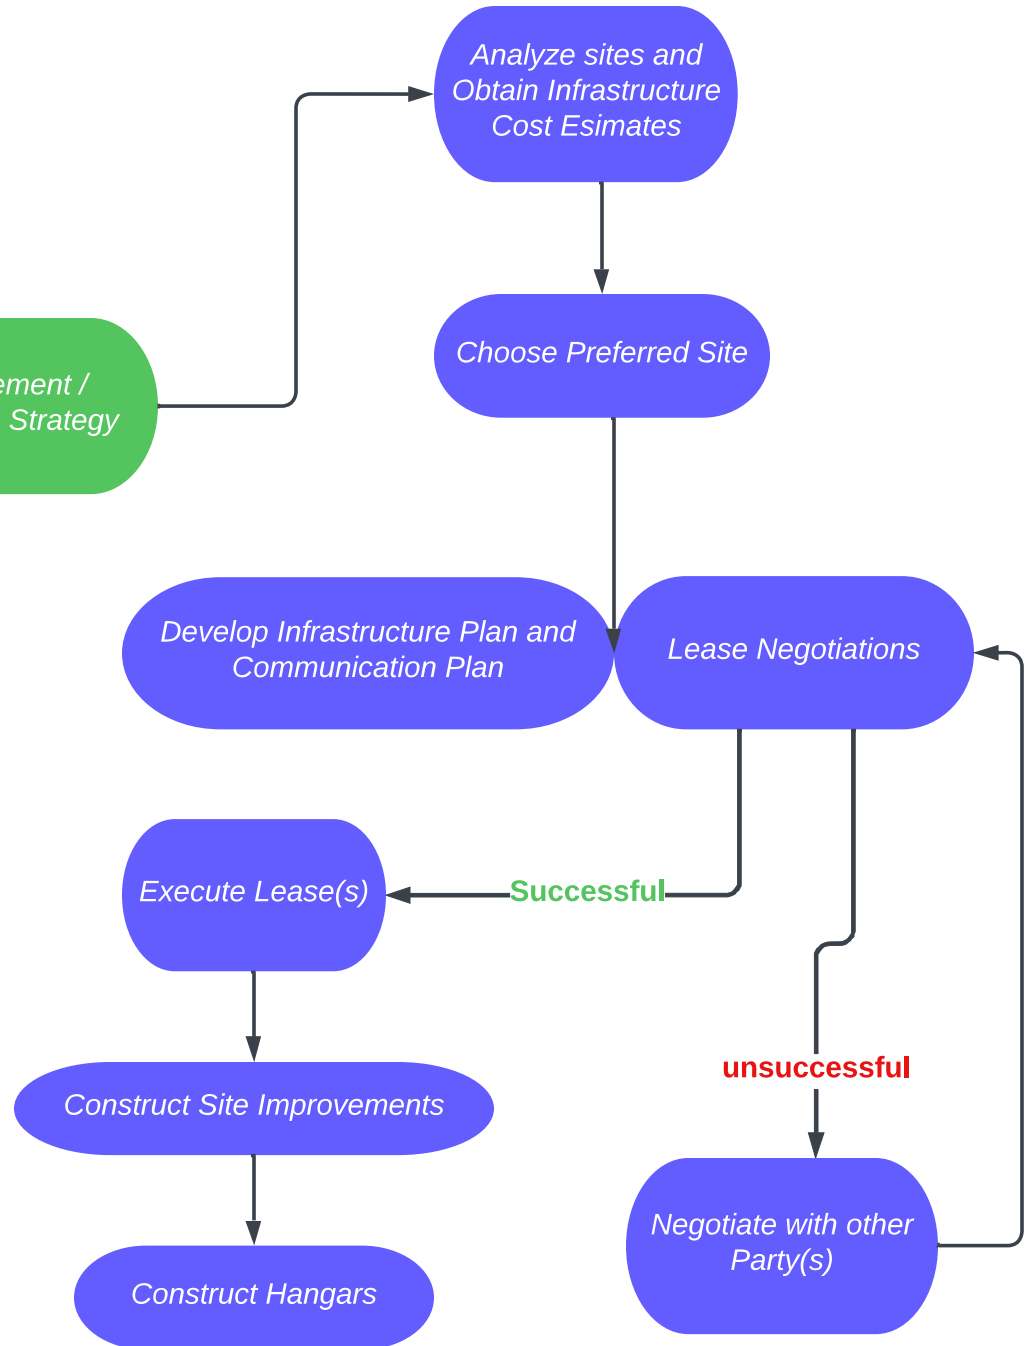 Analyze sites and
Obtain Infrastructure
Cost Esimates
Choose Preferred Site
ement /
Strategy
Develop Infrastructure Plan and
Communication Plan
Lease Negotiations
Execute Lease(s)
Successful
unsuccessful
Construct Site Improvements
Negotiate with other
Party(s)
Construct Hangars